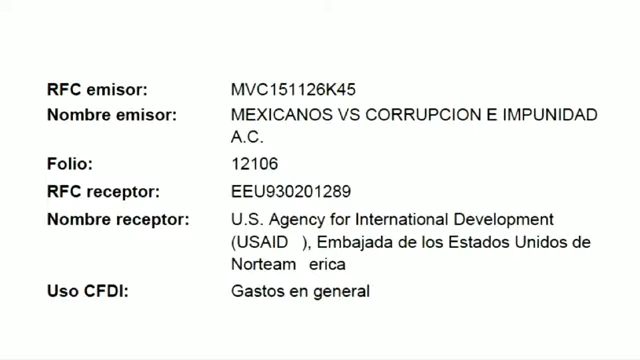 RFC emisor: MVC151126K45
Nombre emisor: MEXICANOS VS CORRUPCION E IMPUNIDAD
A.C.
Folio: 12106
RFC receptor: EEU930201289
Nombre receptor: U.S. Agency for International Development
(USAID ), Embajada de los Estados Unidos de
Norteam erica
Uso CFDI: Gastos en general